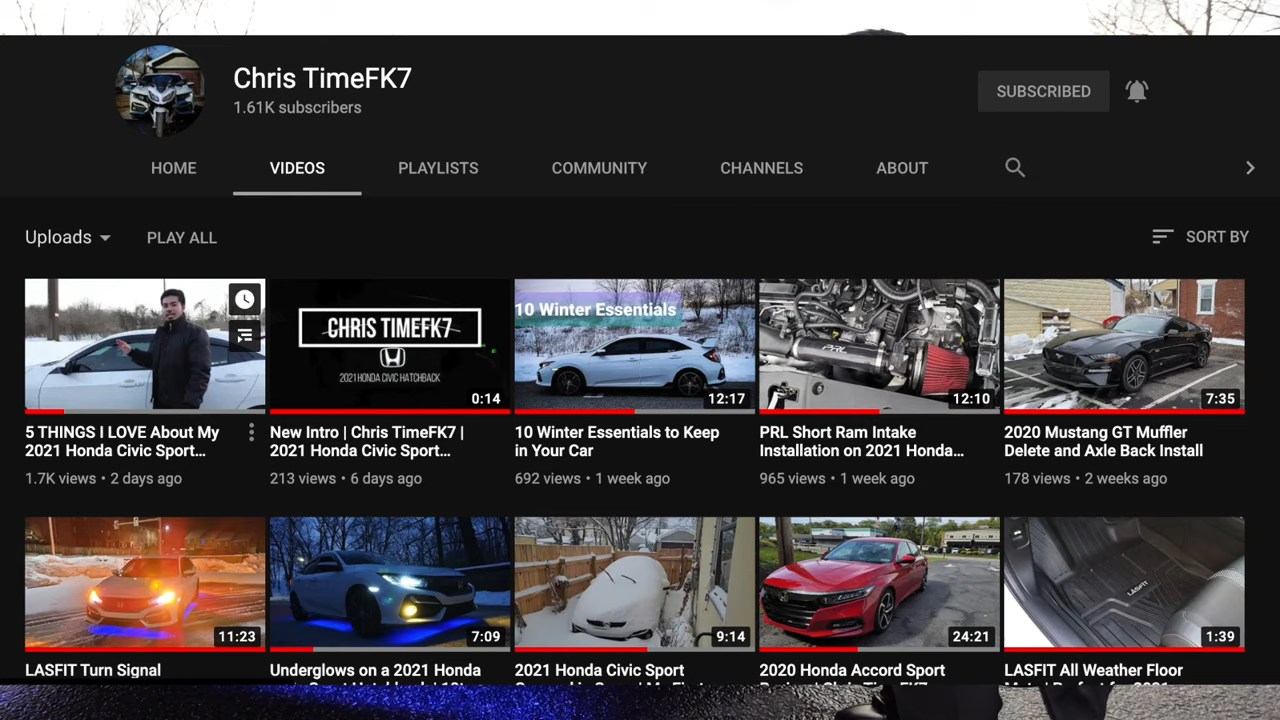 Chris TimeFK7
1.61K subscribers
SUBSCRIBED
HOME
VIDEOS
PLAYLISTS
COMMUNITY
CHANNELS
ABOUT
Uploads
PLAY ALL
SORT BY
CHRIS TIMEFK7
2021 HONDA CIVIC HATCHBACK
0:14
10 Winter Essentials
12:17
PRL
12:10
7:35
5 THINGS I LOVE About My
2021 Honda Civic Sport...
1.7K views • 2 days ago
New Intro | Chris TimeFK7 |
2021 Honda Civic Sport...
213 views • 6 days ago
10 Winter Essentials to Keep
in Your Car
692 views • 1 week ago
PRL Short Ram Intake
Installation on 2021 Honda...
965 views • 1 week ago
2020 Mustang GT Muffler
Delete and Axle Back Install
178 views • 2 weeks ago
11:23
7:09
9:14
24:21
LASFIT
1:39
LASFIT Turn Signal
Underglows on a 2021 Honda
2021 Honda Civic Sport
2020 Honda Accord Sport
LASFIT All Weather Floor